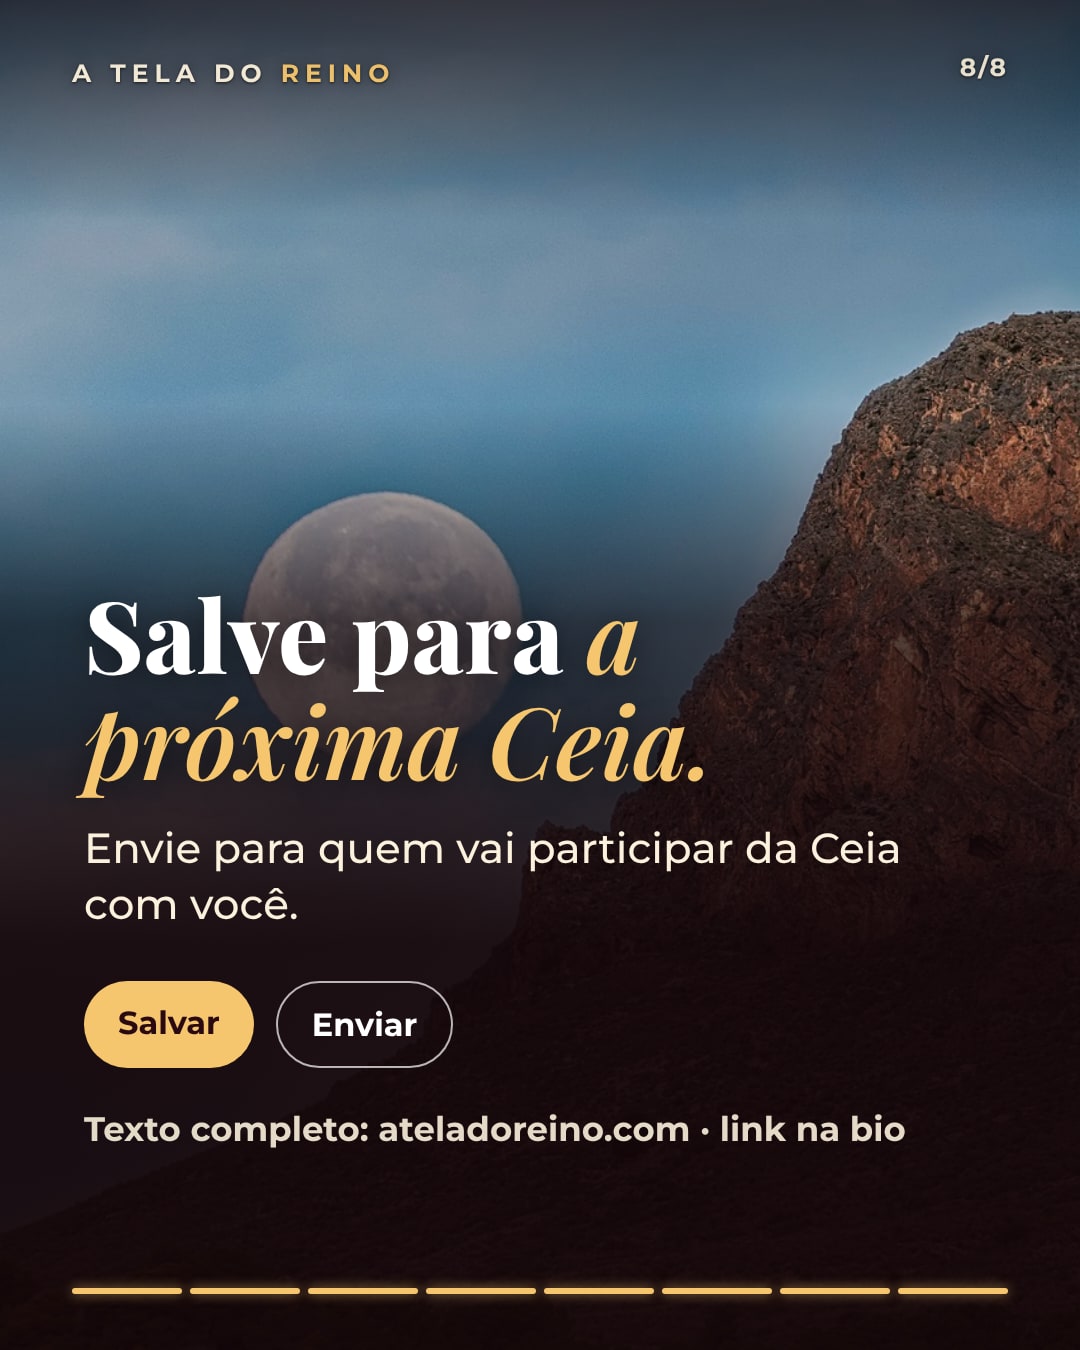 A TELA DO REINO
8/8
Salve para a
próxima Ceia.
Envie para quem vai participar da Ceia
com você.
Salvar
Enviar
Texto completo: ateladoreino.com · link na bio